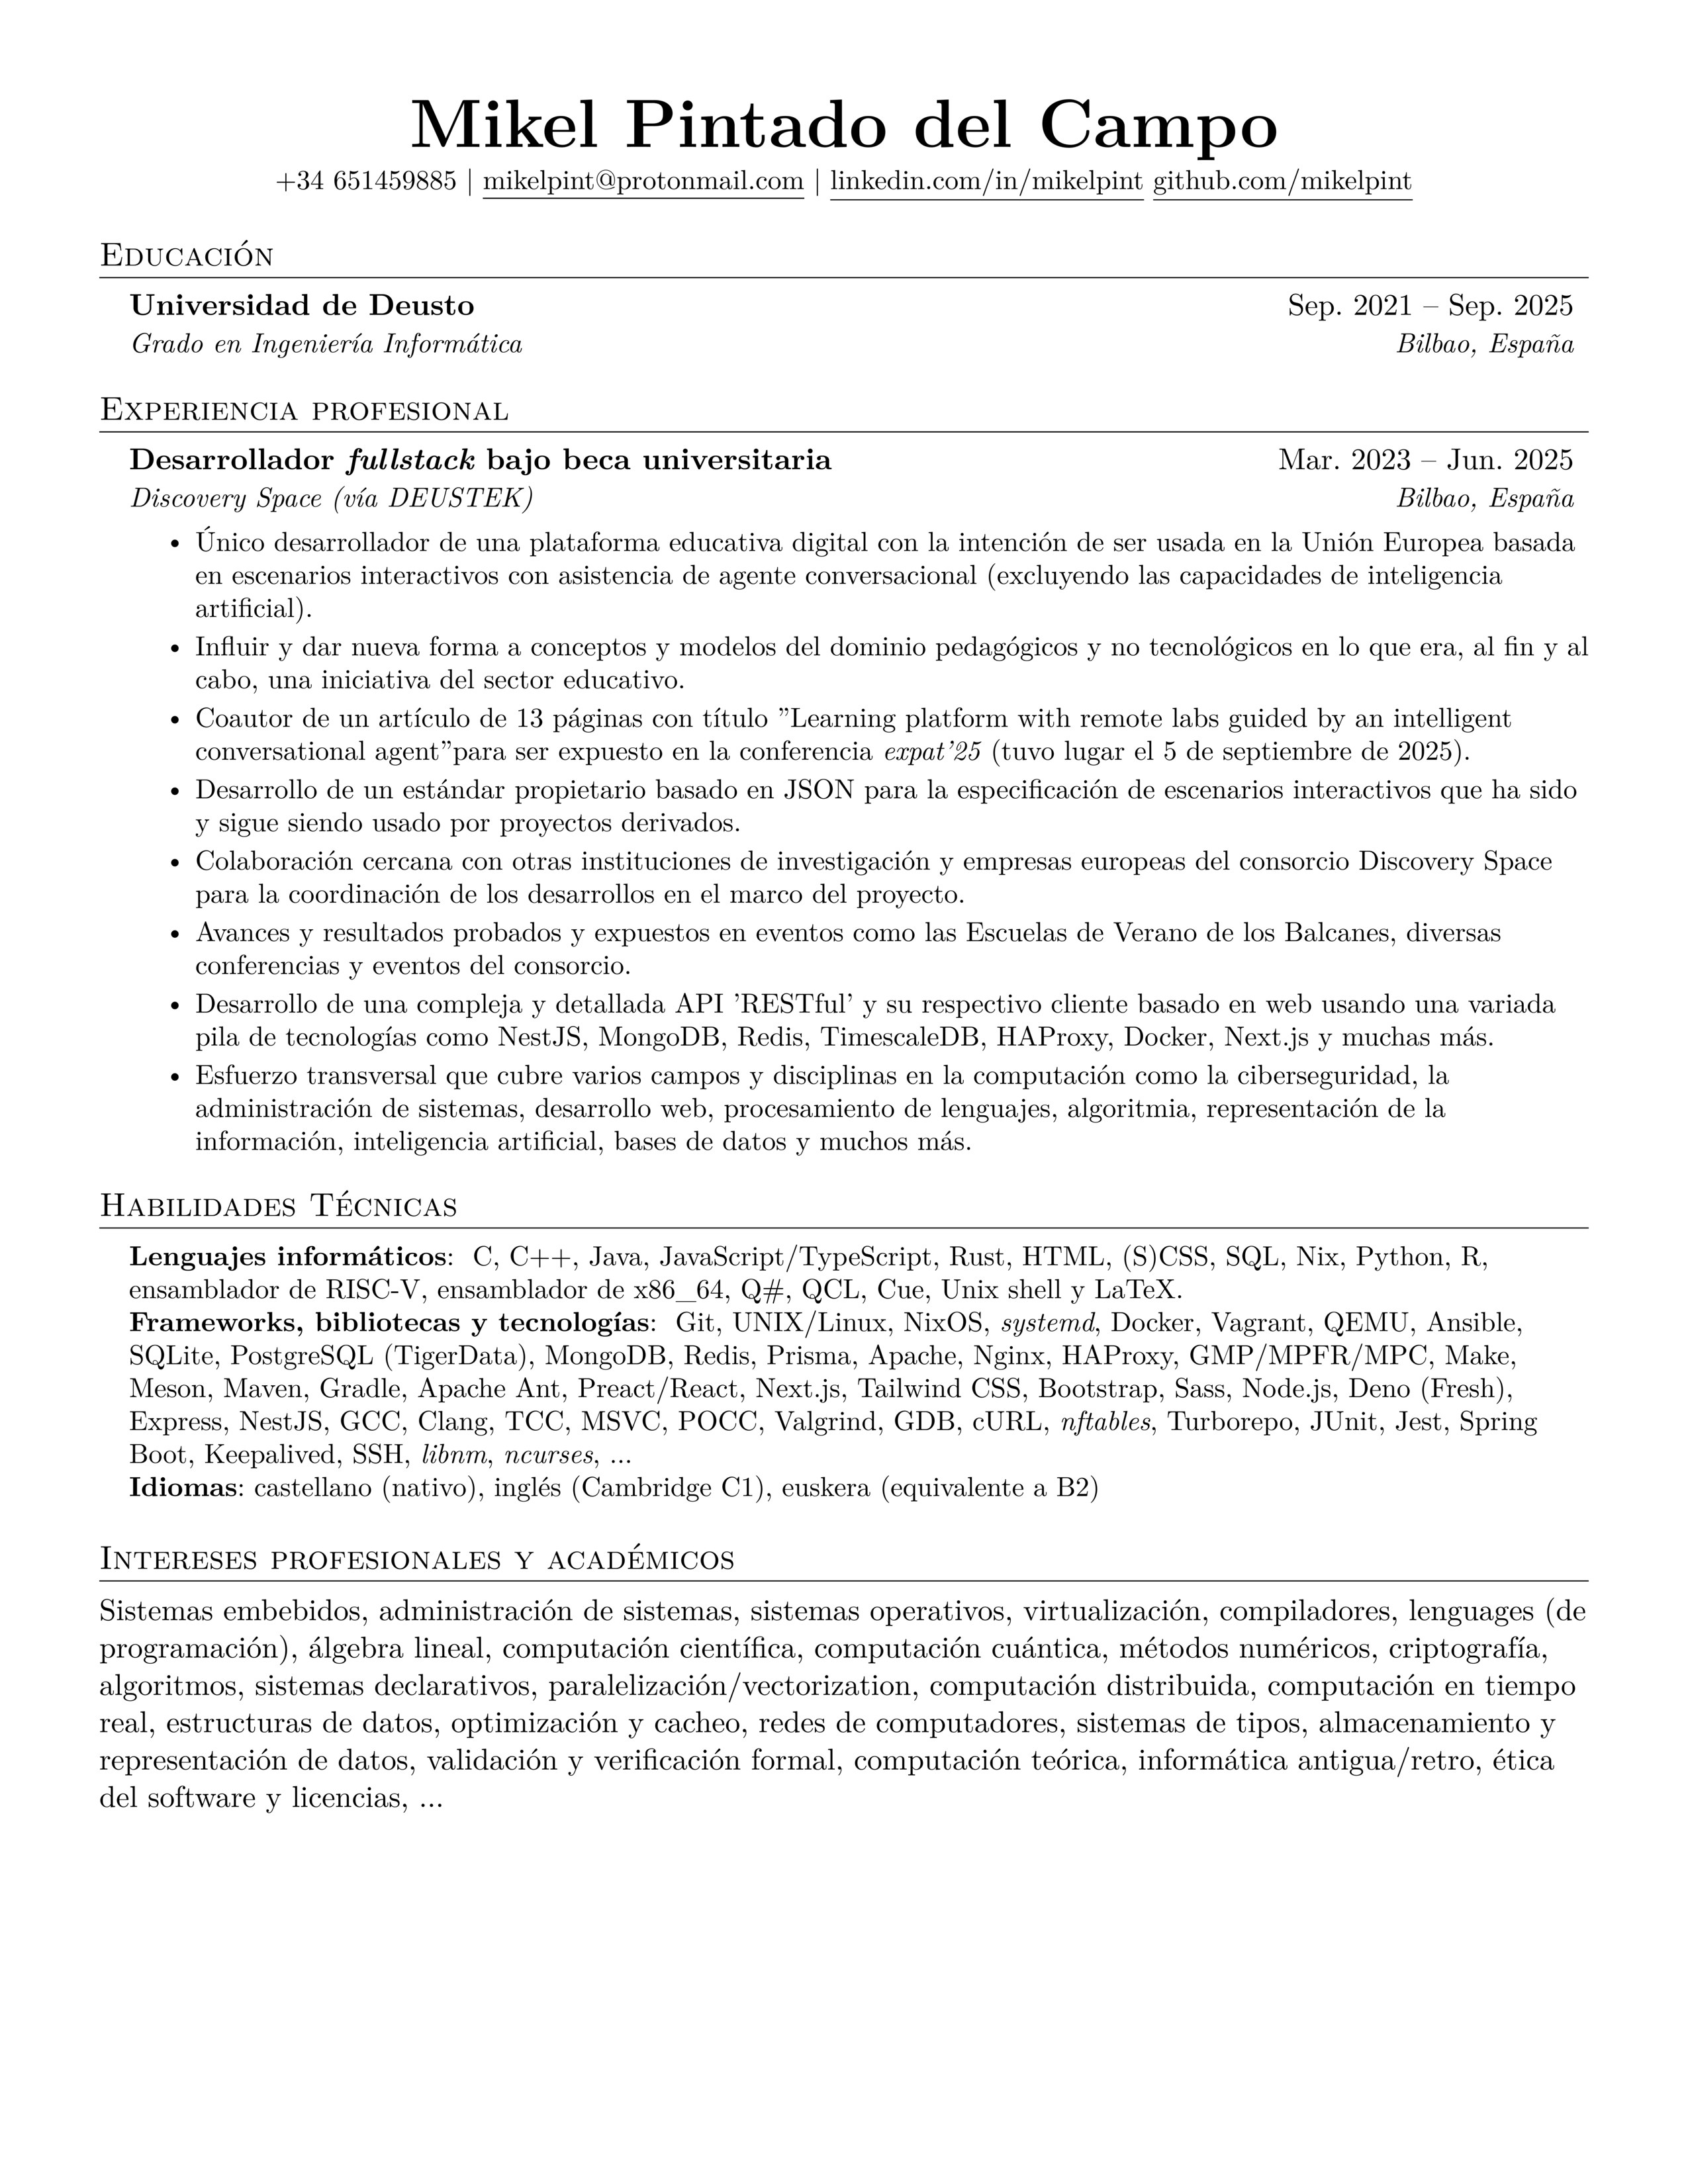 Mikel Pintado del Campo
+34 651459885 | mikelpint@protonmail.com | linkedin.com/in/mikelpint github.com/mikelpint
Educación
Universidad de Deusto Sep. 2021 – Sep. 2025
Grado en Ingeniería Informática Bilbao, España
Experiencia profesional
Desarrollador fullstack bajo beca universitaria Mar. 2023 – Jun. 2025
Discovery Space (vía DEUSTEK) Bilbao, España
• Único desarrollador de una plataforma educativa digital con la intención de ser usada en la Unión Europea basada
en escenarios interactivos con asistencia de agente conversacional (excluyendo las capacidades de inteligencia
artificial).
• Influir y dar nueva forma a conceptos y modelos del dominio pedagógicos y no tecnológicos en lo que era, al fin y al
cabo, una iniciativa del sector educativo.
• Coautor de un artículo de 13 páginas con título ”Learning platform with remote labs guided by an intelligent
conversational agent”para ser expuesto en la conferencia expat’25 (tuvo lugar el 5 de septiembre de 2025).
• Desarrollo de un estándar propietario basado en JSON para la especificación de escenarios interactivos que ha sido
y sigue siendo usado por proyectos derivados.
• Colaboración cercana con otras instituciones de investigación y empresas europeas del consorcio Discovery Space
para la coordinación de los desarrollos en el marco del proyecto.
• Avances y resultados probados y expuestos en eventos como las Escuelas de Verano de los Balcanes, diversas
conferencias y eventos del consorcio.
• Desarrollo de una compleja y detallada API ’RESTful’ y su respectivo cliente basado en web usando una variada
pila de tecnologías como NestJS, MongoDB, Redis, TimescaleDB, HAProxy, Docker, Next.js y muchas más.
• Esfuerzo transversal que cubre varios campos y disciplinas en la computación como la ciberseguridad, la
administración de sistemas, desarrollo web, procesamiento de lenguajes, algoritmia, representación de la
información, inteligencia artificial, bases de datos y muchos más.
Habilidades Técnicas
Lenguajes informáticos: C, C++, Java, JavaScript/TypeScript, Rust, HTML, (S)CSS, SQL, Nix, Python, R,
ensamblador de RISC-V, ensamblador de x86_64, Q#, QCL, Cue, Unix shell y LaTeX.
Frameworks, bibliotecas y tecnologías: Git, UNIX/Linux, NixOS, systemd, Docker, Vagrant, QEMU, Ansible,
SQLite, PostgreSQL (TigerData), MongoDB, Redis, Prisma, Apache, Nginx, HAProxy, GMP/MPFR/MPC, Make,
Meson, Maven, Gradle, Apache Ant, Preact/React, Next.js, Tailwind CSS, Bootstrap, Sass, Node.js, Deno (Fresh),
Express, NestJS, GCC, Clang, TCC, MSVC, POCC, Valgrind, GDB, cURL, nftables, Turborepo, JUnit, Jest, Spring
Boot, Keepalived, SSH, libnm, ncurses, ...
Idiomas: castellano (nativo), inglés (Cambridge C1), euskera (equivalente a B2)
Intereses profesionales y académicos
Sistemas embebidos, administración de sistemas, sistemas operativos, virtualización, compiladores, lenguages (de
programación), álgebra lineal, computación científica, computación cuántica, métodos numéricos, criptografía,
algoritmos, sistemas declarativos, paralelización/vectorization, computación distribuida, computación en tiempo
real, estructuras de datos, optimización y cacheo, redes de computadores, sistemas de tipos, almacenamiento y
representación de datos, validación y verificación formal, computación teórica, informática antigua/retro, ética
del software y licencias, ...